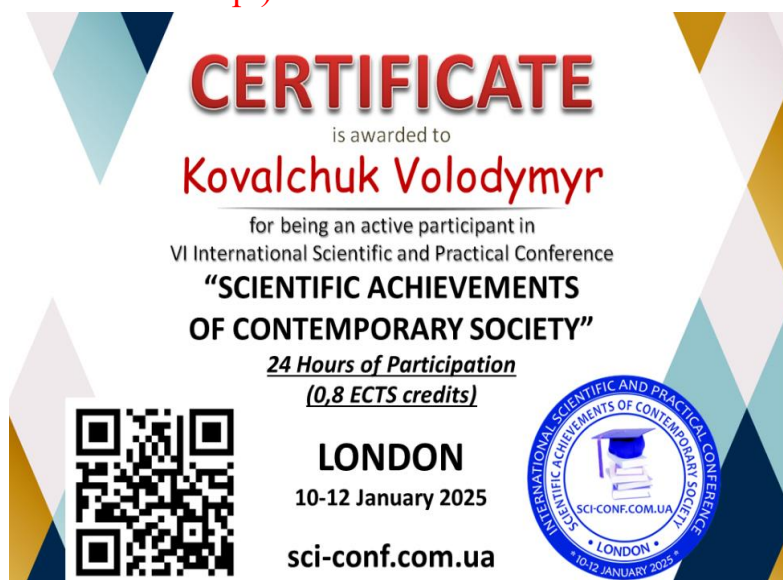 CERTIFICATE
is awarded to
Kovalchuk Volodymyr
for being an active participant in
VI International Scientific and Practical Conference
“SCIENTIFIC ACHIEVEMENTS
OF CONTEMPORARY SOCIETY”
24 Hours of Participation
(0,8 ECTS credits)
LONDON
10-12 January 2025
sci-conf.com.ua
INTERNATIONAL SCIENTIFIC AND PRACTICAL CONFERENCE
SCIENTIFIC ACHIEVEMENTS OF CONTEMPORARY SOCIETY
SCI-CONF.COM.UA
• LONDON •
* 10-12 JANUARY 2025 *